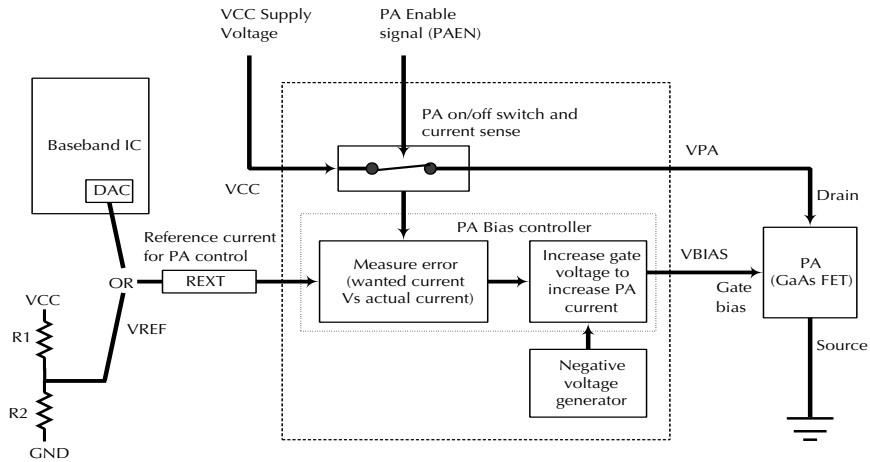 VCC Supply
Voltage
PA Enable
signal (PAEN)
PA on/off switch and
current sense
Baseband IC
DAC
VCC
VPA
Drain
Reference current
for PA control
PA Bias controller
REXT
OR
Measure error
(wanted current
Vs actual current)
Increase gate
voltage to
increase PA
current
VBIAS
Gate
bias
PA
(GaAs FET)
VCC
R1
VREF
R2
GND
Negative
voltage
generator
Source